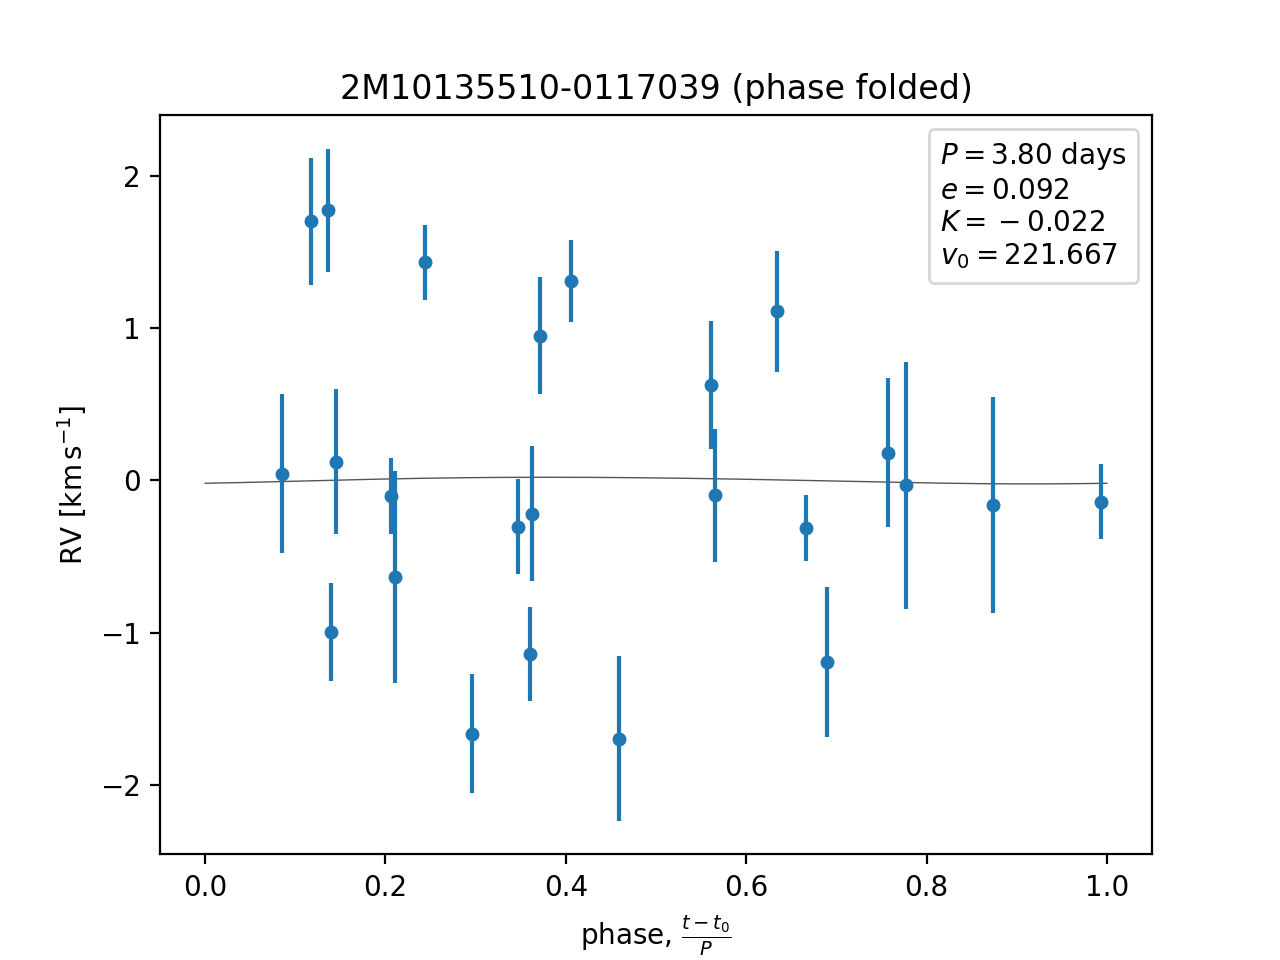 2M10135510-0117039 (phase folded)
P = 3.80 days
e = 0.092
K = −0.022
v₀ = 221.667
2
1
0
−1
−2
RV [km s⁻¹]
0.0 0.2 0.4 0.6 0.8 1.0
phase, (t − t₀)/P